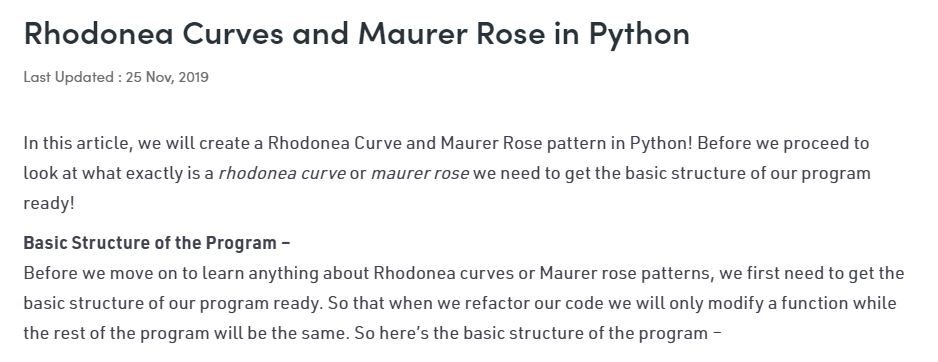 Rhodonea Curves and Maurer Rose in Python
Last Updated : 25 Nov, 2019
In this article, we will create a Rhodonea Curve and Maurer Rose pattern in Python! Before we proceed to
look at what exactly is a rhodonea curve or maurer rose we need to get the basic structure of our program
ready!
Basic Structure of the Program –
Before we move on to learn anything about Rhodonea curves or Maurer rose patterns, we first need to get the
basic structure of our program ready. So that when we refactor our code we will only modify a function while
the rest of the program will be the same. So here's the basic structure of the program –